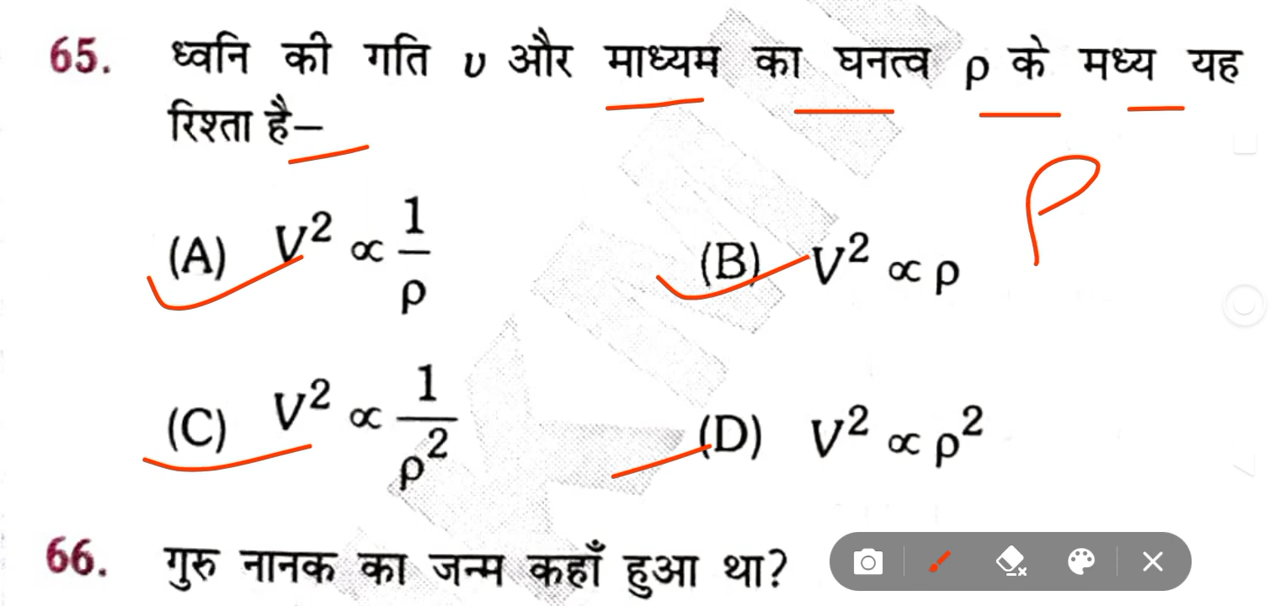 65. ध्वनि की गति υ और माध्यम का घनत्व ρ के मध्य यह
रिश्ता है–
ρ
(A) V² ∝ 1/ρ (B) V² ∝ ρ
(C) V² ∝ 1/ρ² (D) V² ∝ ρ²
66. गुरु नानक का जन्म कहाँ हुआ था?